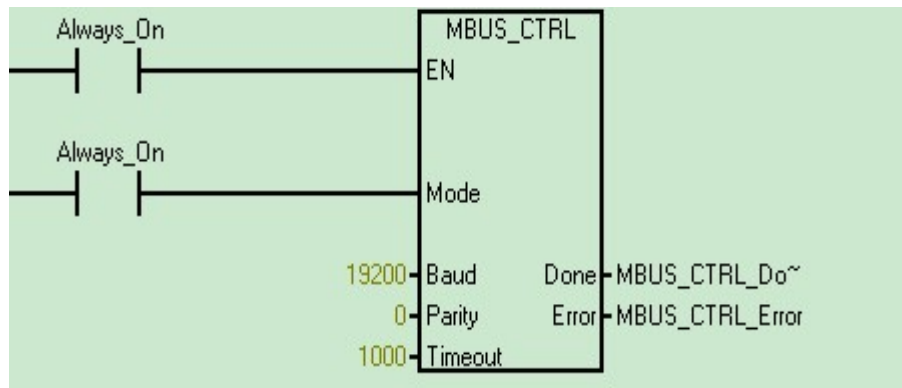 Always_On MBUS_CTRL
EN
Always_On
Mode
19200 Baud Done MBUS_CTRL_Do~
0 Parity Error MBUS_CTRL_Error
1000 Timeout